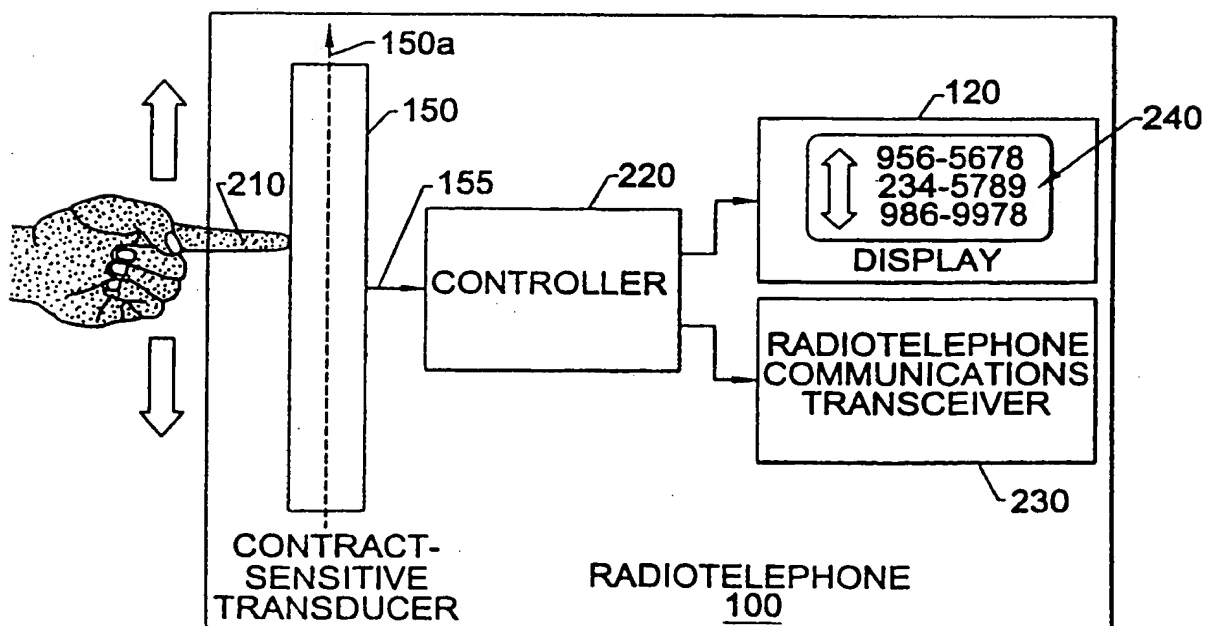 150a
150
210
155
220
CONTROLLER
120
240
956-5678
234-5789
986-9978
DISPLAY
RADIOTELEPHONE
COMMUNICATIONS
TRANSCEIVER
230
CONTRACT-
SENSITIVE
TRANSDUCER
RADIOTELEPHONE
100